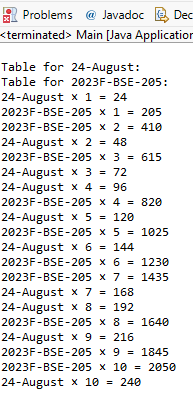 Problems @ Javadoc Dec
<terminated> Main [Java Application
Table for 24-August:
Table for 2023F-BSE-205:
24-August × 1 = 24
2023F-BSE-205 × 1 = 205
2023F-BSE-205 × 2 = 410
24-August × 2 = 48
2023F-BSE-205 × 3 = 615
24-August × 3 = 72
24-August × 4 = 96
2023F-BSE-205 × 4 = 820
24-August × 5 = 120
2023F-BSE-205 × 5 = 1025
24-August × 6 = 144
2023F-BSE-205 × 6 = 1230
2023F-BSE-205 × 7 = 1435
24-August × 7 = 168
24-August × 8 = 192
2023F-BSE-205 × 8 = 1640
24-August × 9 = 216
2023F-BSE-205 × 9 = 1845
2023F-BSE-205 × 10 = 2050
24-August × 10 = 240